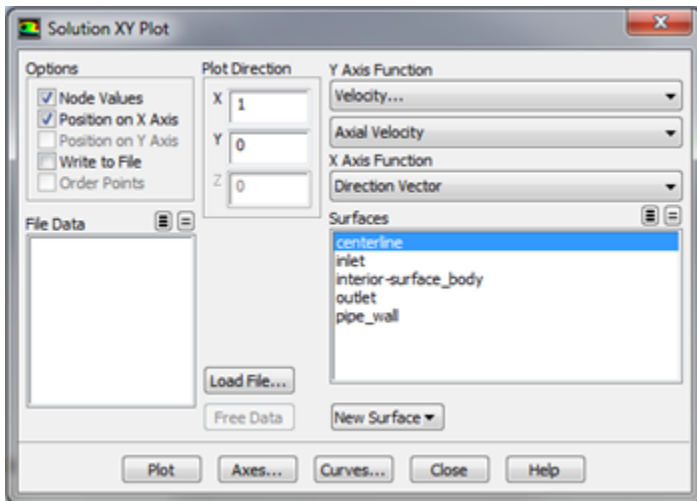 Solution XY Plot
Options
Node Values
Position on X Axis
Position on Y Axis
Write to File
Order Points
Plot Direction
X 1
Y 0
Z 0
Y Axis Function
Velocity...
Axial Velocity
X Axis Function
Direction Vector
File Data
Surfaces
centerline
inlet
interior-surface_body
outlet
pipe_wall
Load File...
Free Data
New Surface
Plot
Axes...
Curves...
Close
Help